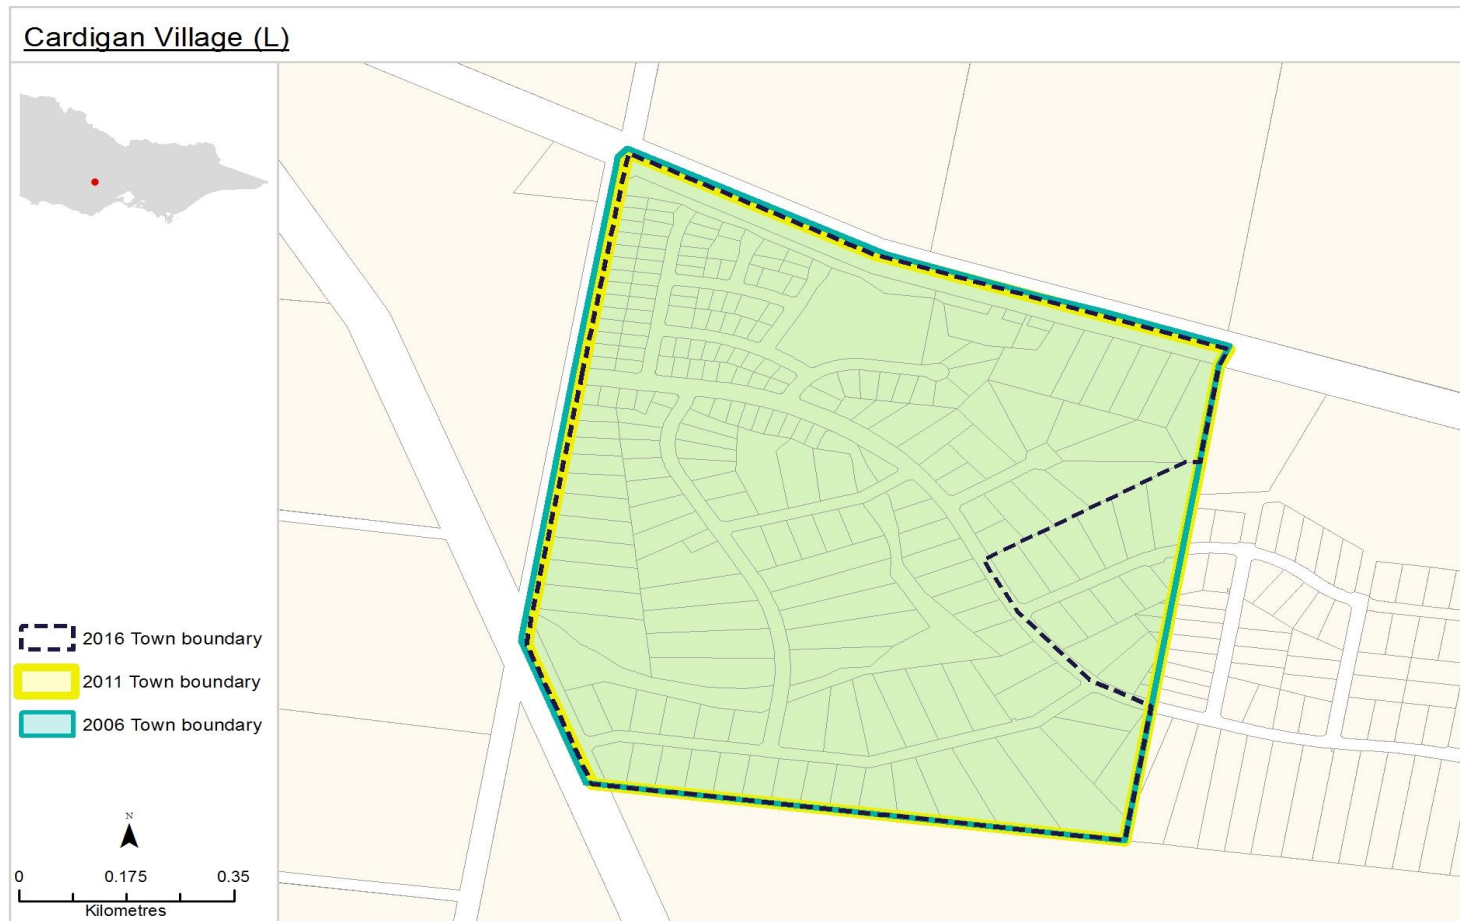 Cardigan Village (L)
2016 Town boundary
2011 Town boundary
2006 Town boundary
N
0 0.175 0.35
Kilometres